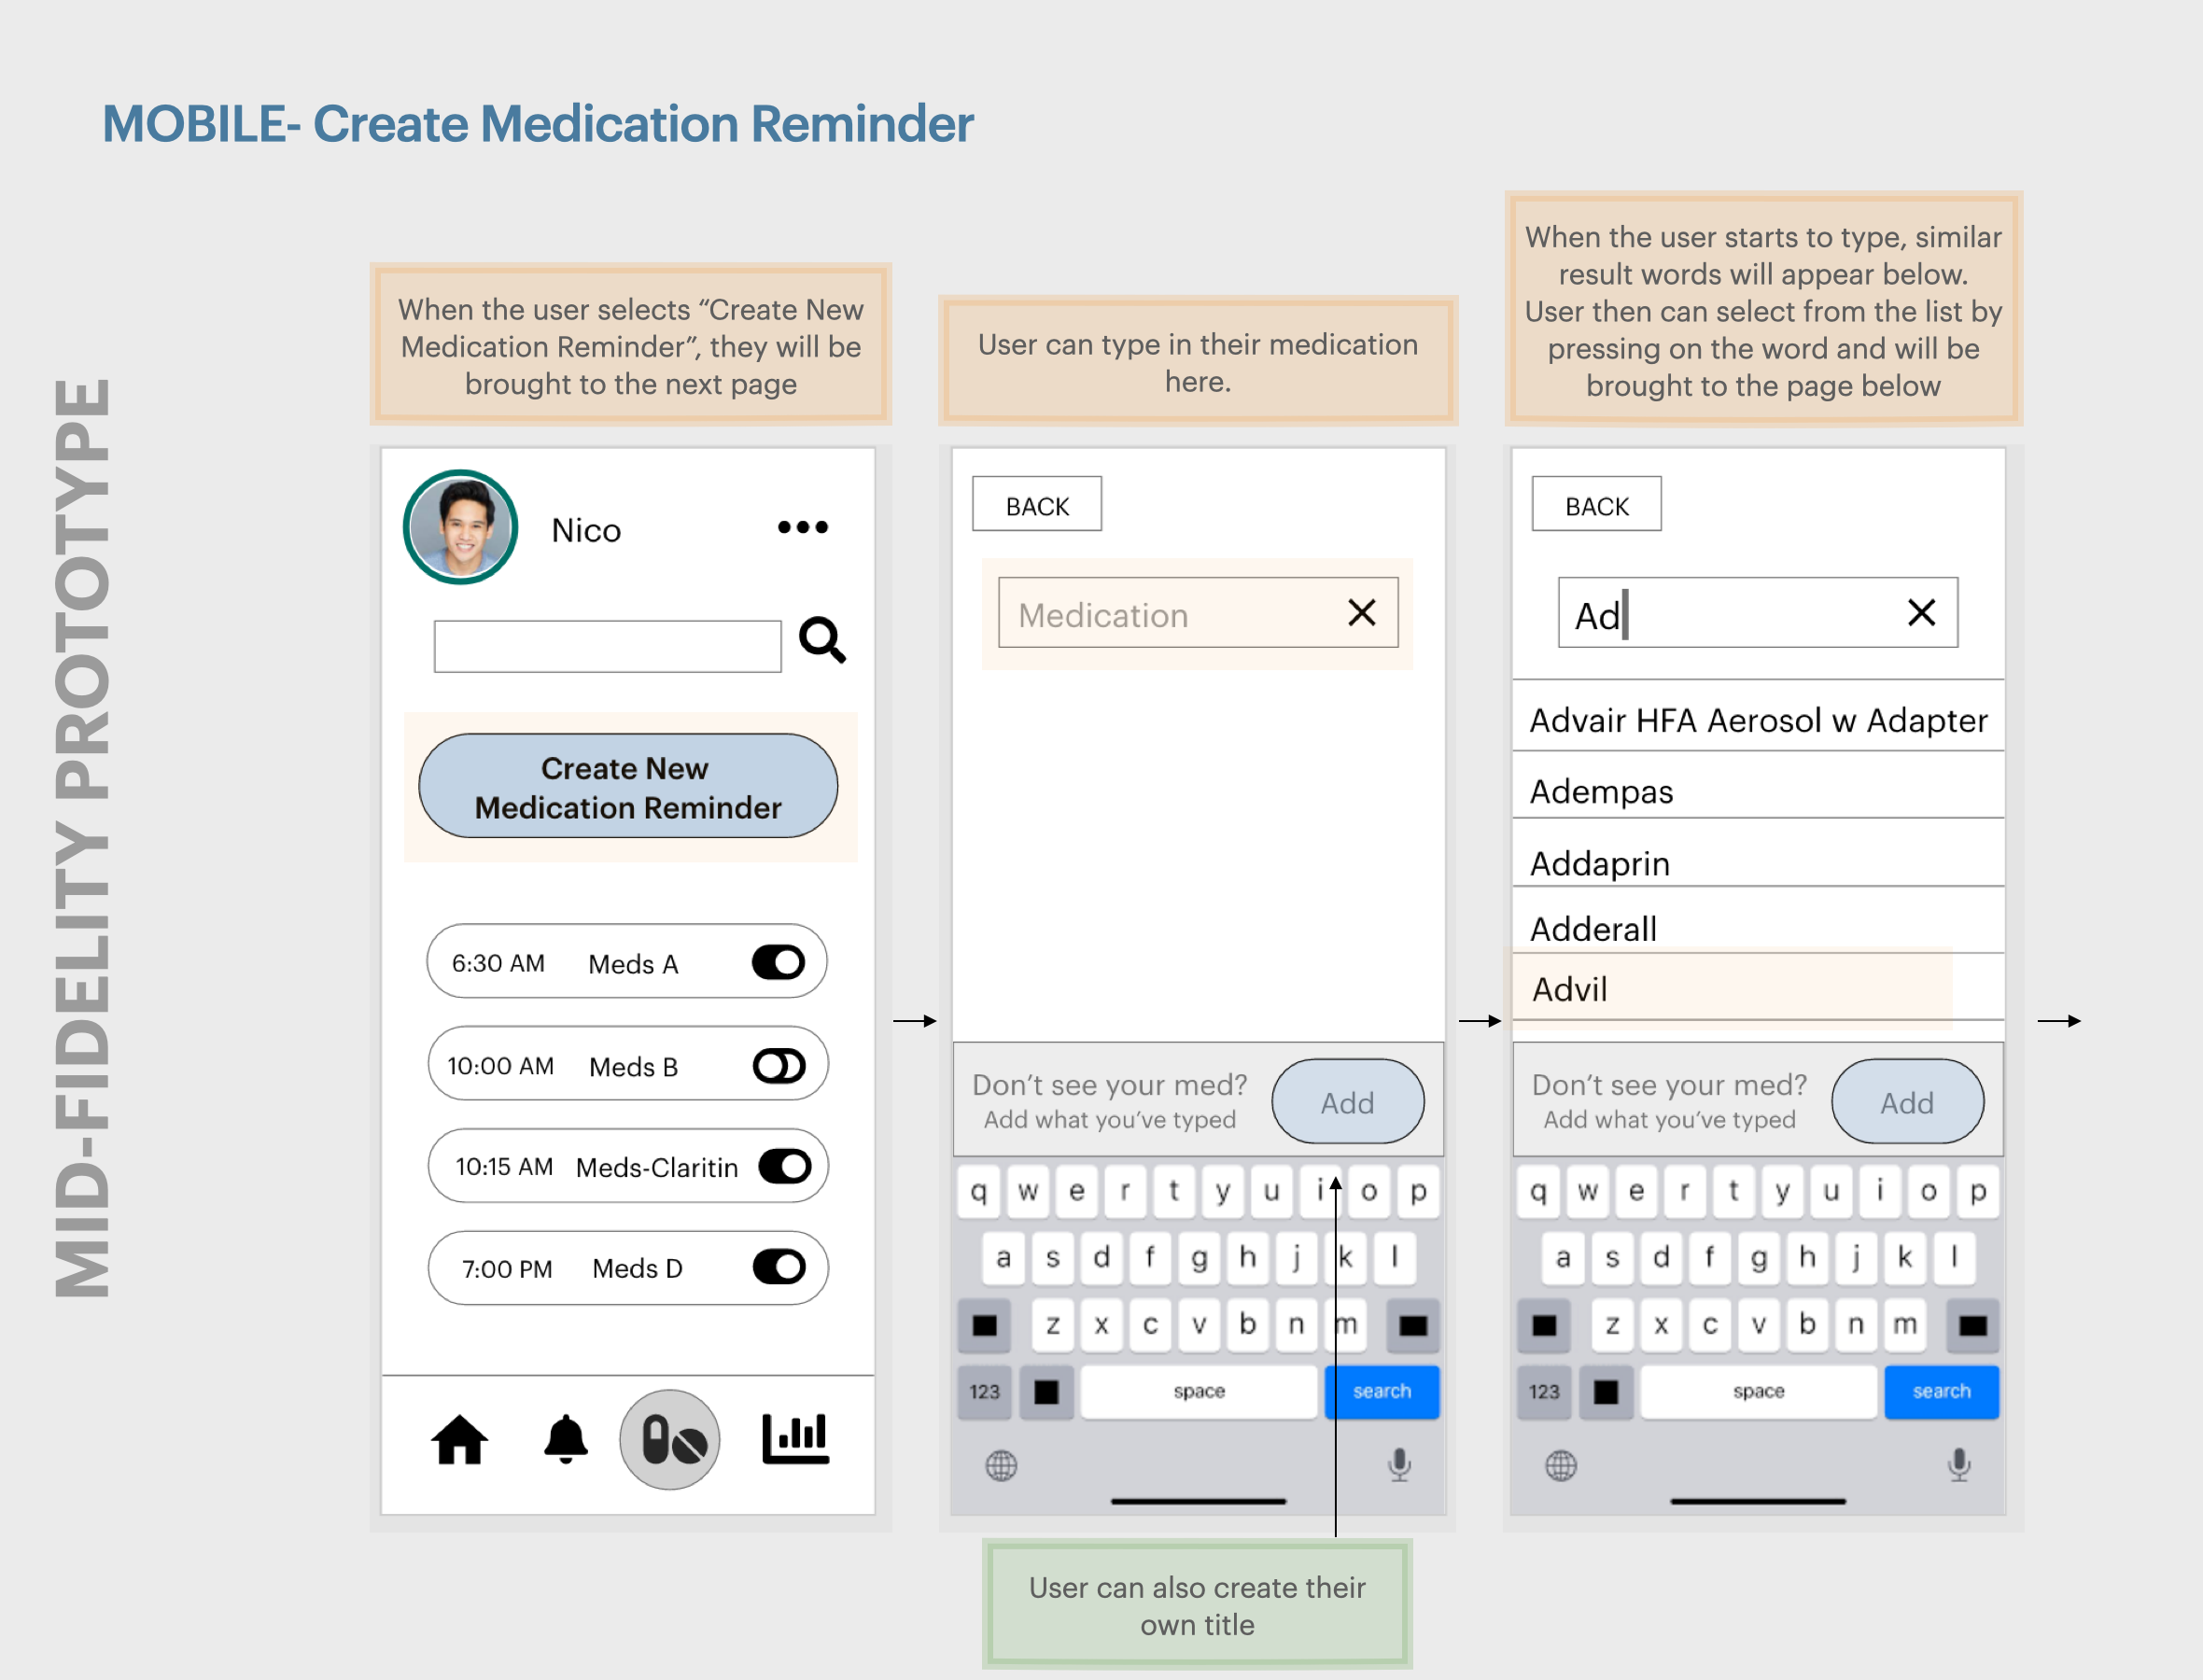 MOBILE- Create Medication Reminder
MID-FIDELITY PROTOTYPE
When the user selects “Create New
Medication Reminder”, they will be
brought to the next page
Nico
Create New
Medication Reminder
6:30 AM Meds A
10:00 AM Meds B
10:15 AM Meds-Claritin
7:00 PM Meds D
User can type in their medication
here.
BACK
Medication
Don’t see your med?
Add what you’ve typed
Add
q w e r t y u i o p
a s d f g h j k l
z x c v b n m
123 space search
User can also create their
own title
When the user starts to type, similar
result words will appear below.
User then can select from the list by
pressing on the word and will be
brought to the page below
BACK
Ad
Advair HFA Aerosol w Adapter
Adempas
Addaprin
Adderall
Advil
Don’t see your med?
Add what you’ve typed
Add
q w e r t y u i o p
a s d f g h j k l
z x c v b n m
123 space search